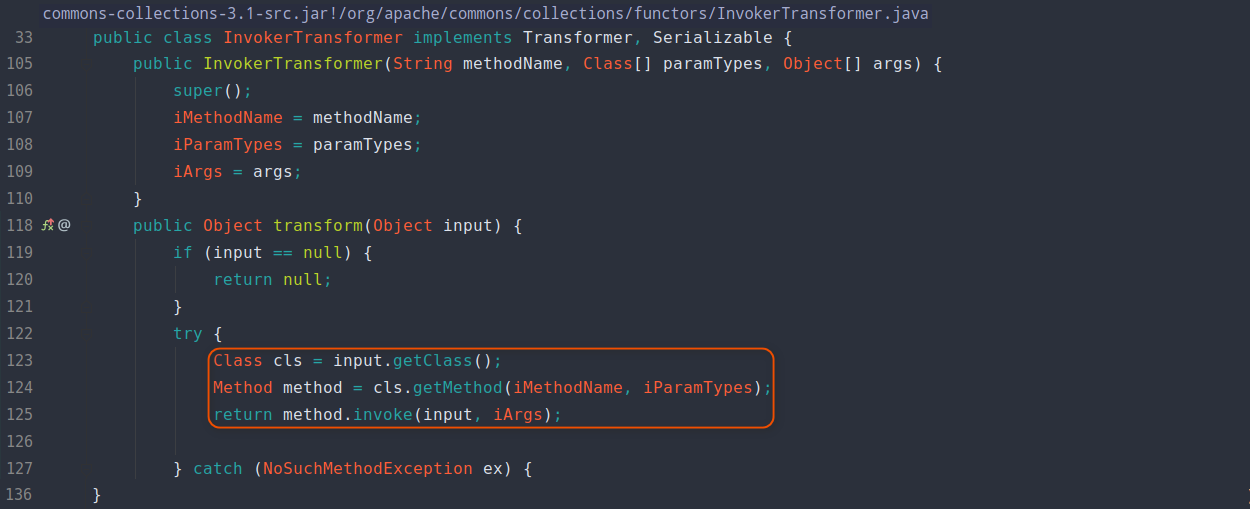 commons-collections-3.1-src.jar!/org/apache/commons/collections/functors/InvokerTransformer.java
33 public class InvokerTransformer implements Transformer, Serializable {
105 public InvokerTransformer(String methodName, Class[] paramTypes, Object[] args) {
106 super();
107 iMethodName = methodName;
108 iParamTypes = paramTypes;
109 iArgs = args;
110 }
118 @ public Object transform(Object input) {
119 if (input == null) {
120 return null;
121 }
122 try {
123 Class cls = input.getClass();
124 Method method = cls.getMethod(iMethodName, iParamTypes);
125 return method.invoke(input, iArgs);
126
127 } catch (NoSuchMethodException ex) {
136 }